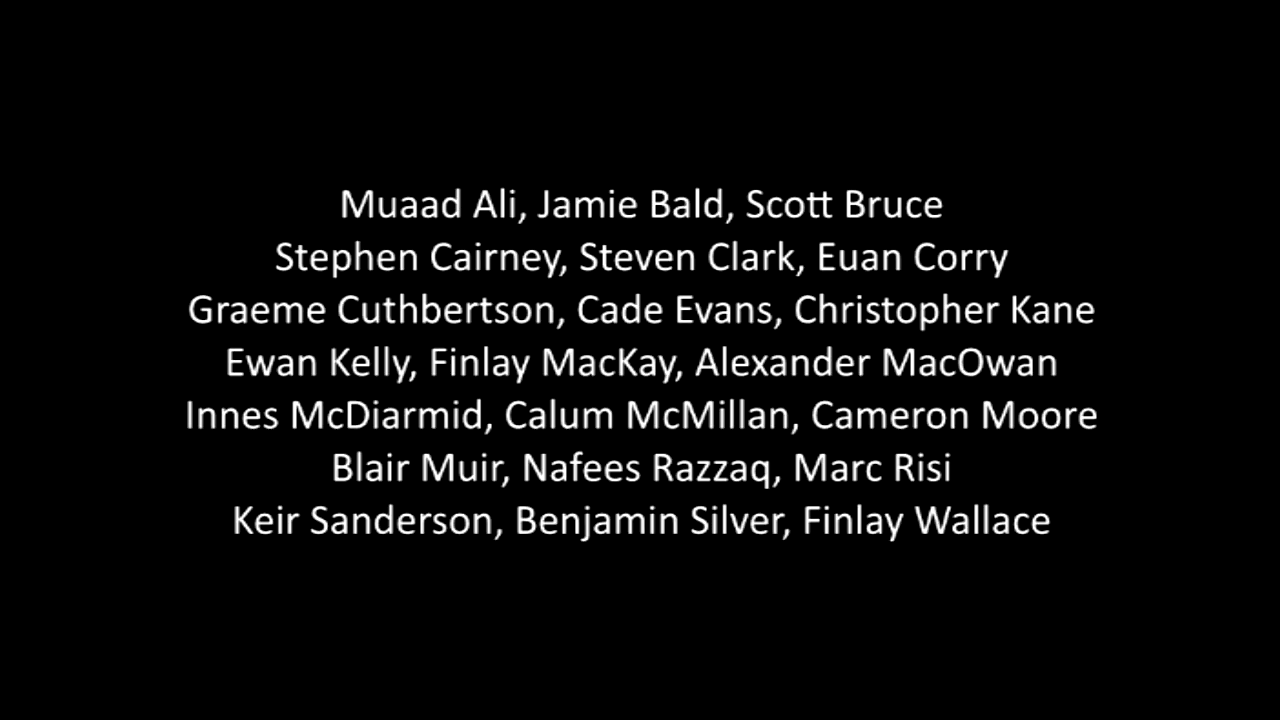 Muaad Ali, Jamie Bald, Scott Bruce
Stephen Cairney, Steven Clark, Euan Corry
Graeme Cuthbertson, Cade Evans, Christopher Kane
Ewan Kelly, Finlay MacKay, Alexander MacOwan
Innes McDiarmid, Calum McMillan, Cameron Moore
Blair Muir, Nafees Razzaq, Marc Risi
Keir Sanderson, Benjamin Silver, Finlay Wallace